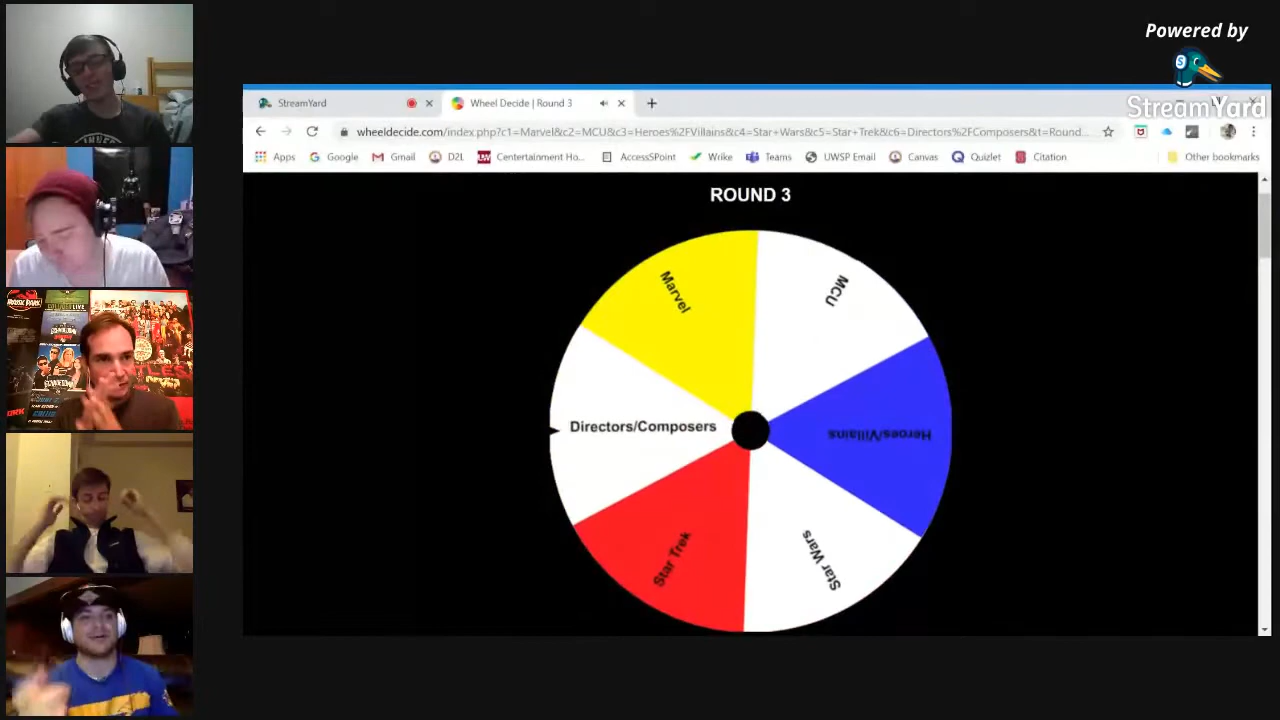 Powered by
StreamYard
StreamYard
Wheel Decide | Round 3
wheeldecide.com/index.php?c1=Marvel&c2=MCU&c3=Heroes%2FVillains&c4=Star+Wars&c5=Star+Trek&c6=Directors%2FComposers&t=Round...
Apps
Google
Gmail
D2L
Centertainment Ho...
AccessSPoint
Wrike
Teams
UWSP Email
Canvas
Quizlet
Citation
Other bookmarks
ROUND 3
Marvel
MCU
Directors/Composers
Heroes/Villains
Star Trek
Star Wars